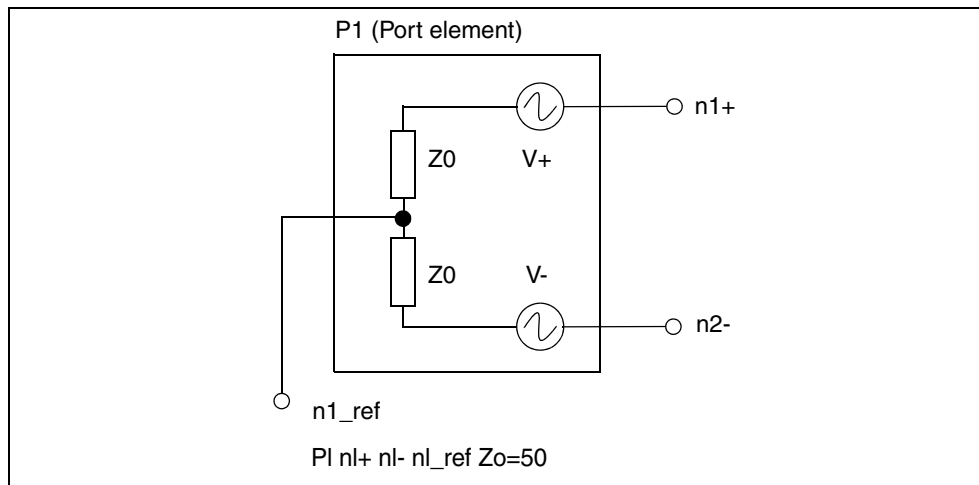 P1 (Port element)
n1+
Z0 V+
Z0 V-
n2-
n1_ref
Pl nl+ nl- nl_ref Zo=50